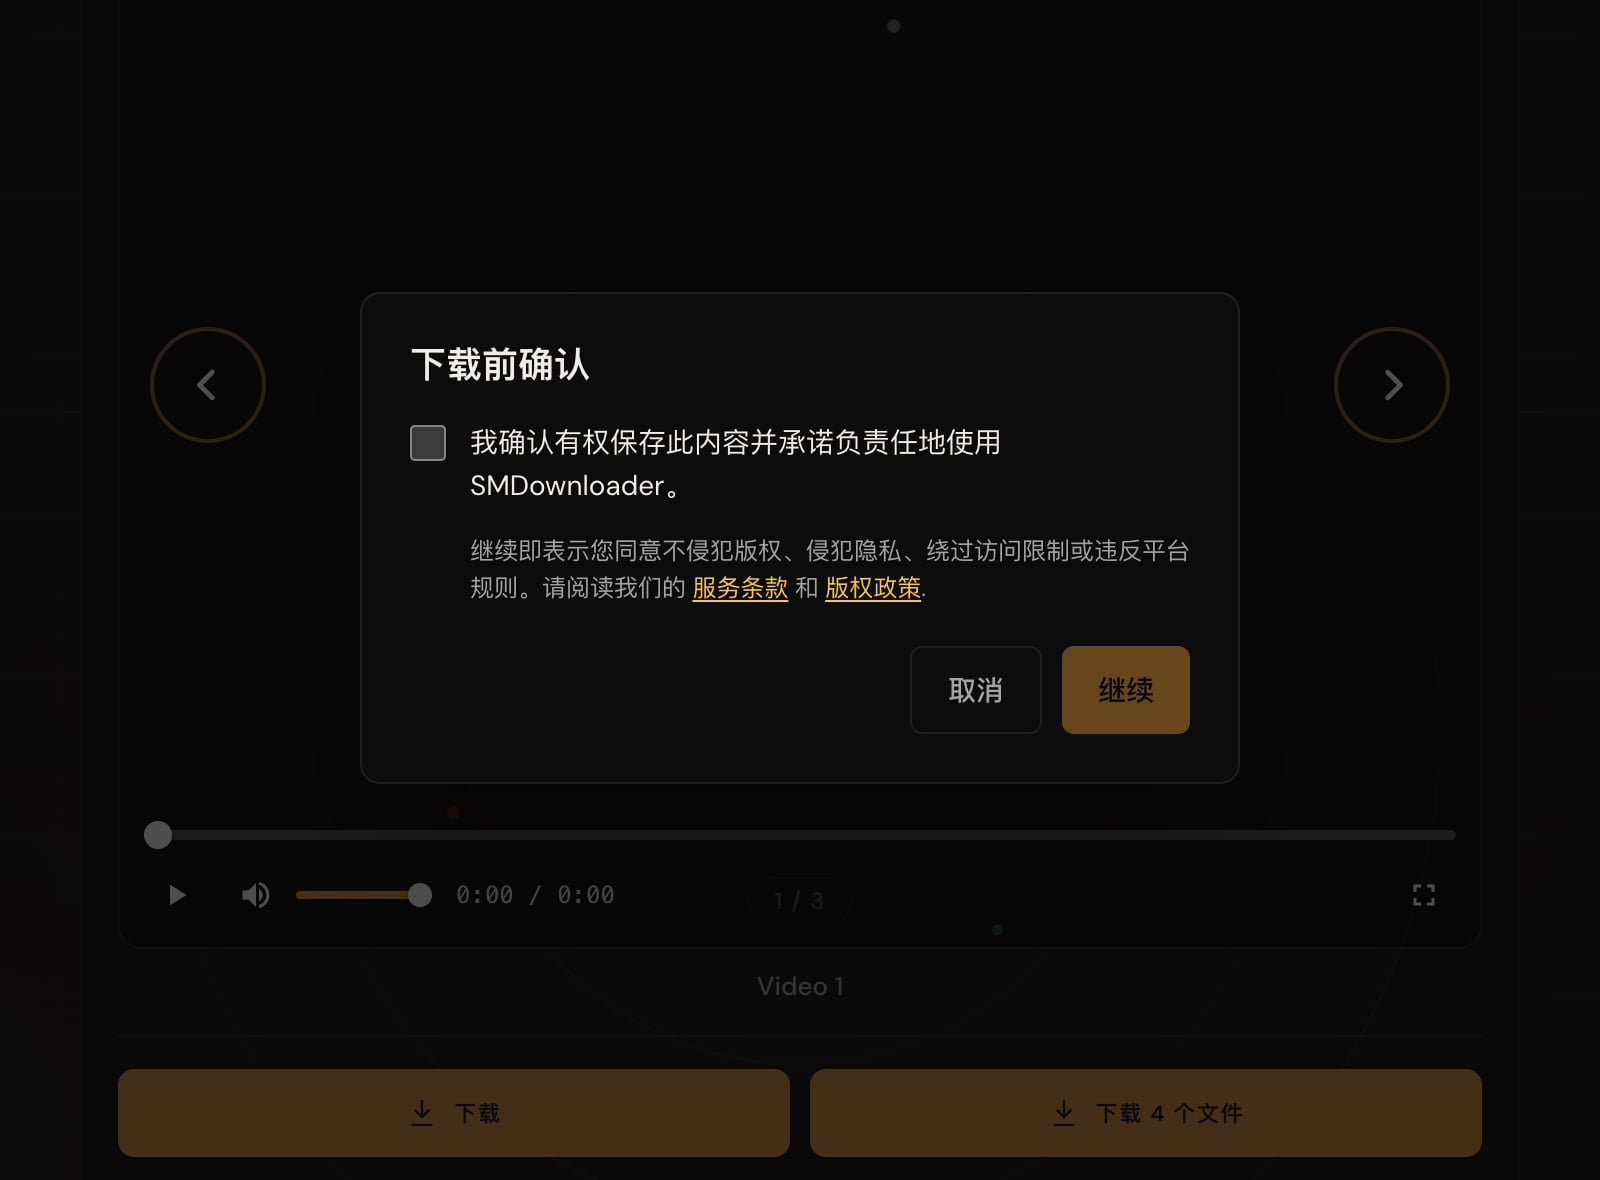 下载前确认
我确认有权保存此内容并承诺负责任地使用
SMDownloader。
继续即表示您同意不侵犯版权、侵犯隐私、绕过访问限制或违反平台
规则。请阅读我们的 服务条款 和 版权政策.
取消
继续
0:00 / 0:00
1 / 3
Video 1
下载
下载 4 个文件